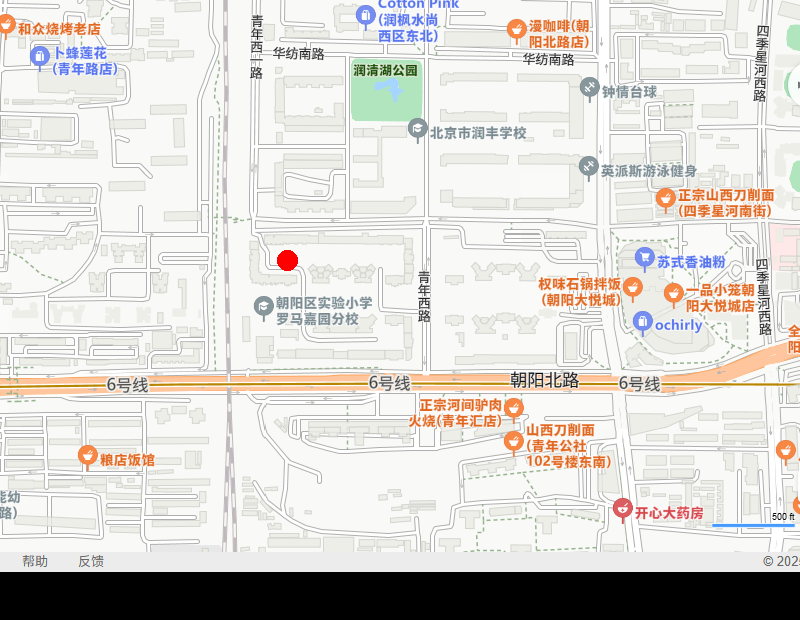 Cotton Pink
(润枫水尚
西区东北)
和众烧烤老店
青年西一路
漫咖啡(朝
阳北路店)
四季星河西路
卜蜂莲花
(青年路店)
华纺南路
华纺南路
润清湖公园
钟情台球
北京市润丰学校
英派斯游泳健身
正宗山西刀削面
(四季星河南街)
苏式香油粉
四季星河西路
青年西路
权味石锅拌饭
(朝阳大悦城)
一品小笼朝
阳大悦城店
朝阳区实验小学
罗马嘉园分校
ochirly
全
阳
6号线
6号线
朝阳北路
6号线
正宗河间驴肉
火烧(青年汇店)
山西刀削面
(青年公社
102号楼东南)
粮店饭馆
能幼
路)
开心大药房
500 ft
帮助
反馈
© 202